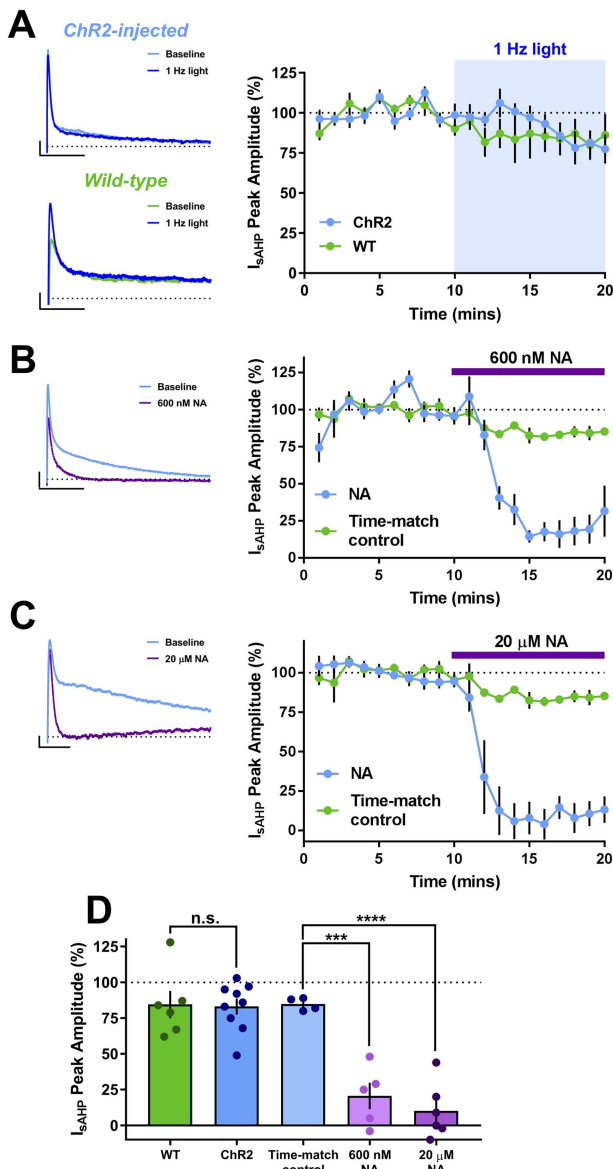 A
ChR2-injected
Baseline
1 Hz light
Wild-type
Baseline
1 Hz light
1 Hz light
IsAHP Peak Amplitude (%)
125
100
75
50
25
0
ChR2
WT
0 5 10 15 20
Time (mins)
B
Baseline
600 nM NA
600 nM NA
IsAHP Peak Amplitude (%)
125
100
75
50
25
0
NA
Time-match
control
0 5 10 15 20
Time (mins)
C
Baseline
20 μM NA
20 μM NA
IsAHP Peak Amplitude (%)
125
100
75
50
25
0
NA
Time-match
control
0 5 10 15 20
Time (mins)
D
n.s.
***
****
IsAHP Peak Amplitude (%)
125
100
75
50
25
0
WT
ChR2
Time-match
control
600 nM
NA
20 μM
NA